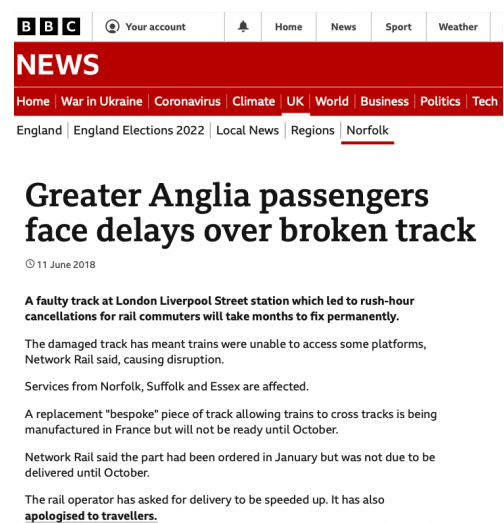 BBC Your account Home News Sport Weather
NEWS
Home War in Ukraine Coronavirus Climate UK World Business Politics Tech
England England Elections 2022 Local News Regions Norfolk
Greater Anglia passengers
face delays over broken track
11 June 2018
A faulty track at London Liverpool Street station which led to rush-hour
cancellations for rail commuters will take months to fix permanently.
The damaged track has meant trains were unable to access some platforms,
Network Rail said, causing disruption.
Services from Norfolk, Suffolk and Essex are affected.
A replacement "bespoke" piece of track allowing trains to cross tracks is being
manufactured in France but will not be ready until October.
Network Rail said the part had been ordered in January but was not due to be
delivered until October.
The rail operator has asked for delivery to be speeded up. It has also
apologised to travellers.